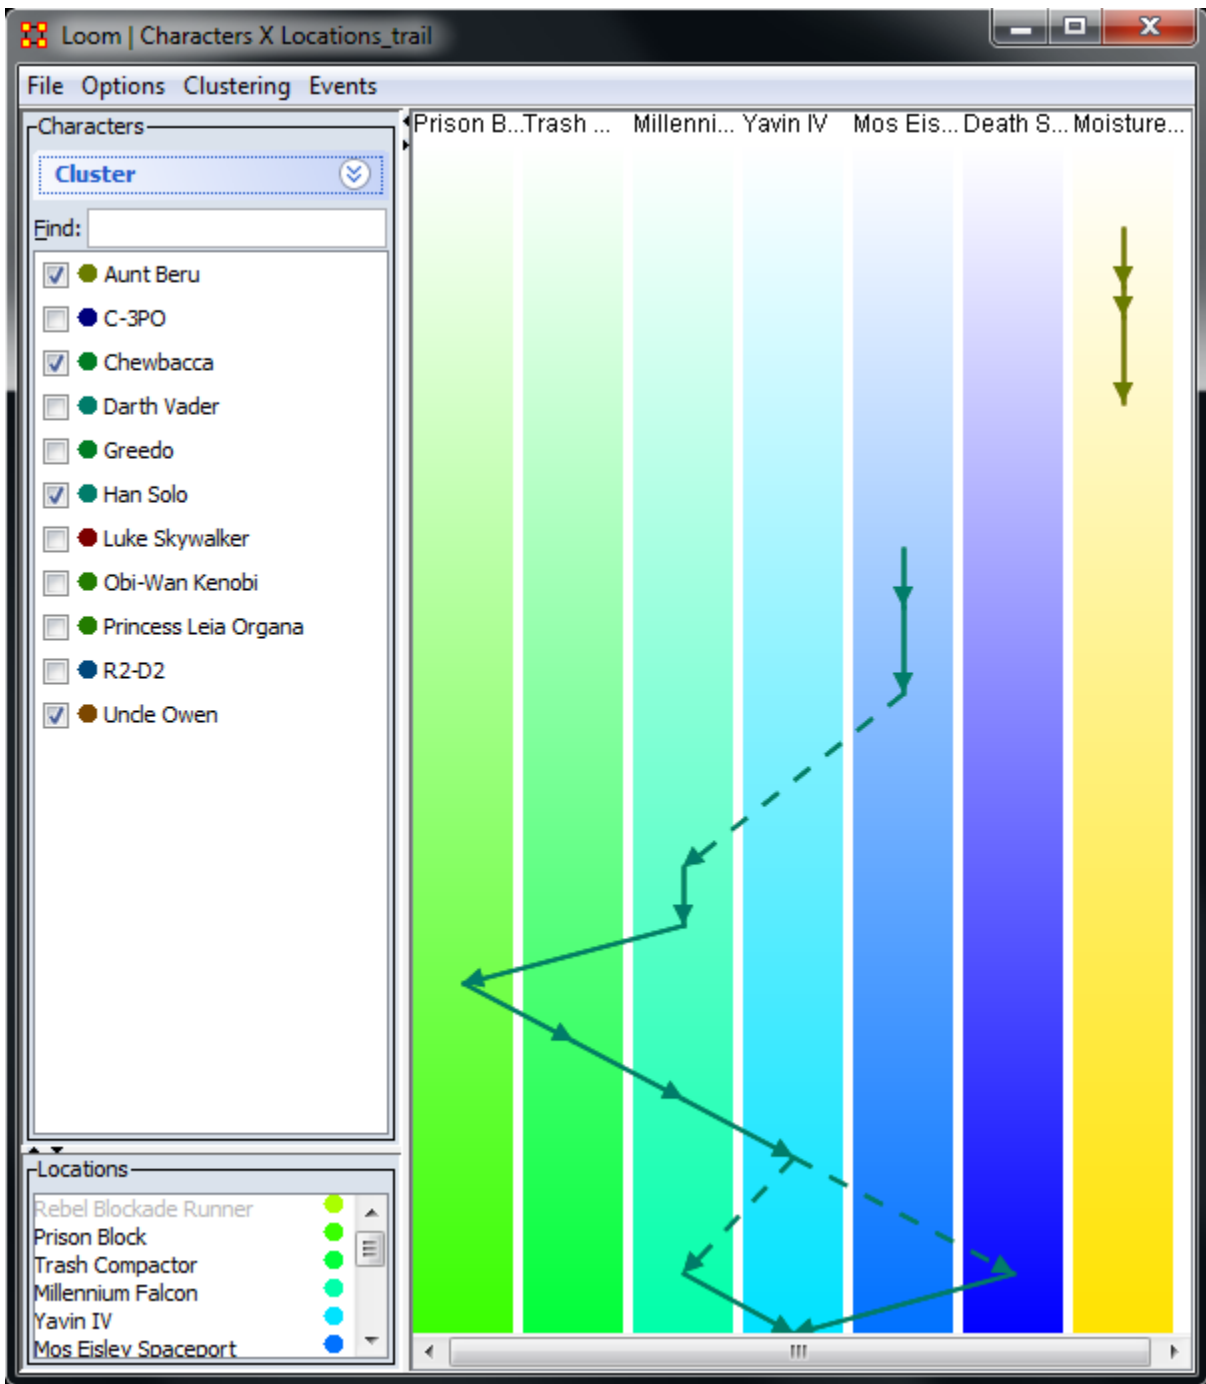 Loom | Characters X Locations_trail
File Options Clustering Events
Characters
Cluster
Find:
Aunt Beru
C-3PO
Chewbacca
Darth Vader
Greedo
Han Solo
Luke Skywalker
Obi-Wan Kenobi
Princess Leia Organa
R2-D2
Uncle Owen
Locations
Rebel Blockade Runner
Prison Block
Trash Compactor
Millennium Falcon
Yavin IV
Mos Eisley Spaceport
Prison B... Trash ... Millenni... Yavin IV Mos Eis... Death S... Moisture...